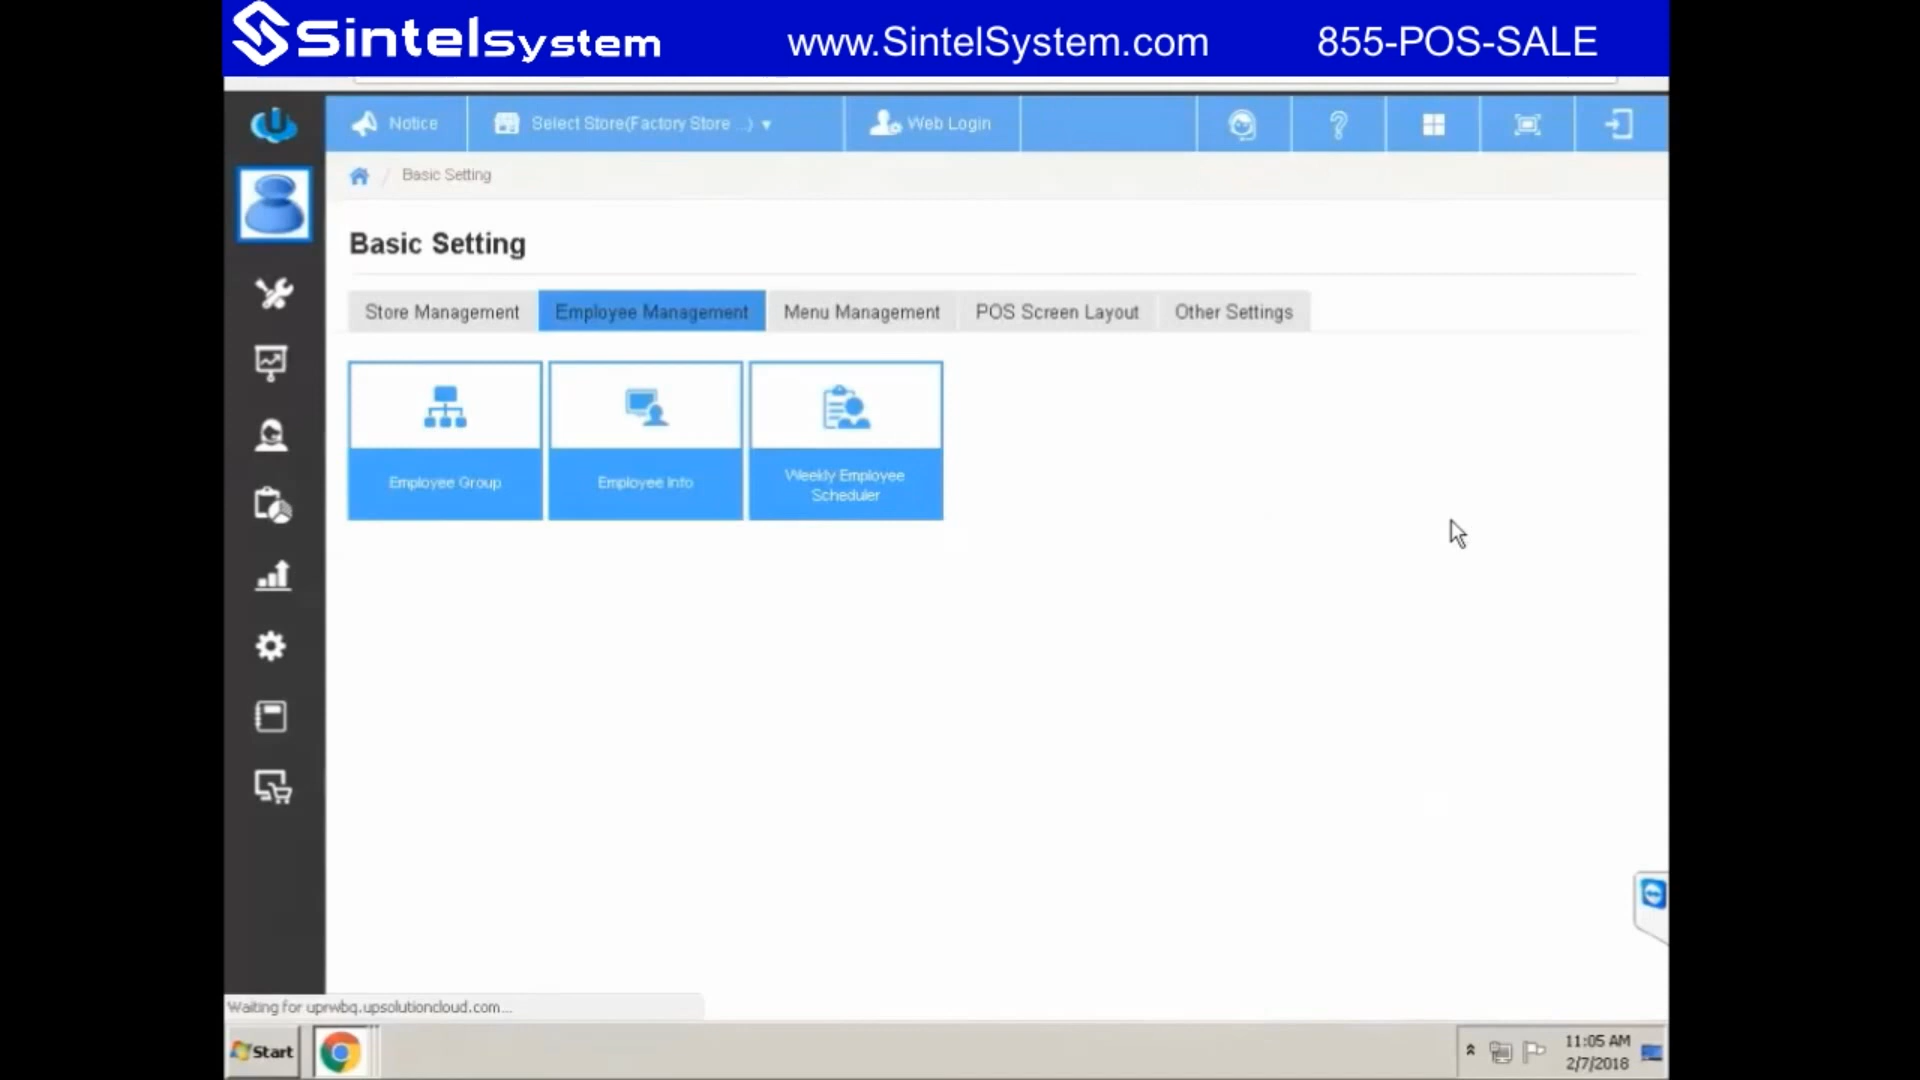 Sintelsystem www.SintelSystem.com 855-POS-SALE
Notice Select Store(Factory Store ...) ▼ Web Login
/ Basic Setting
Basic Setting
Store Management Employee Management Menu Management POS Screen Layout Other Settings
Employee Group Employee Info Weekly Employee
Scheduler
Waiting for uprwbq.upsolutioncloud.com...
Start 11:05 AM
2/7/2018